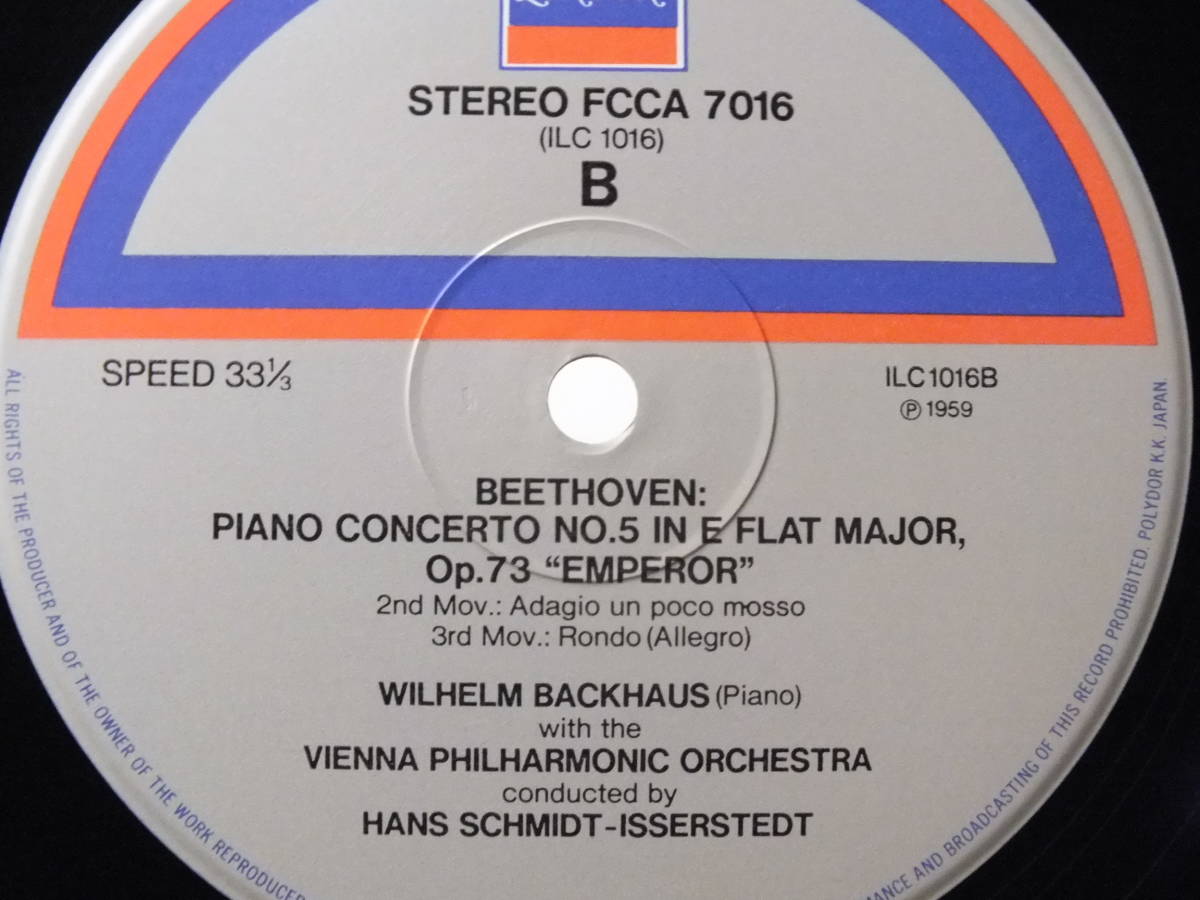 STEREO FCCA 7016
(ILC 1016)
B
SPEED 33⅓
ILC1016B
Ⓟ 1959
BEETHOVEN:
PIANO CONCERTO NO.5 IN E FLAT MAJOR,
Op.73 “EMPEROR”
2nd Mov.: Adagio un poco mosso
3rd Mov.: Rondo (Allegro)
WILHELM BACKHAUS (Piano)
with the
VIENNA PHILHARMONIC ORCHESTRA
conducted by
HANS SCHMIDT-ISSERSTEDT
ALL RIGHTS OF THE PRODUCER AND OF THE OWNER OF THE WORK REPRODUCED
AND BROADCASTING OF THIS RECORD PROHIBITED. POLYDOR K.K. JAPAN.